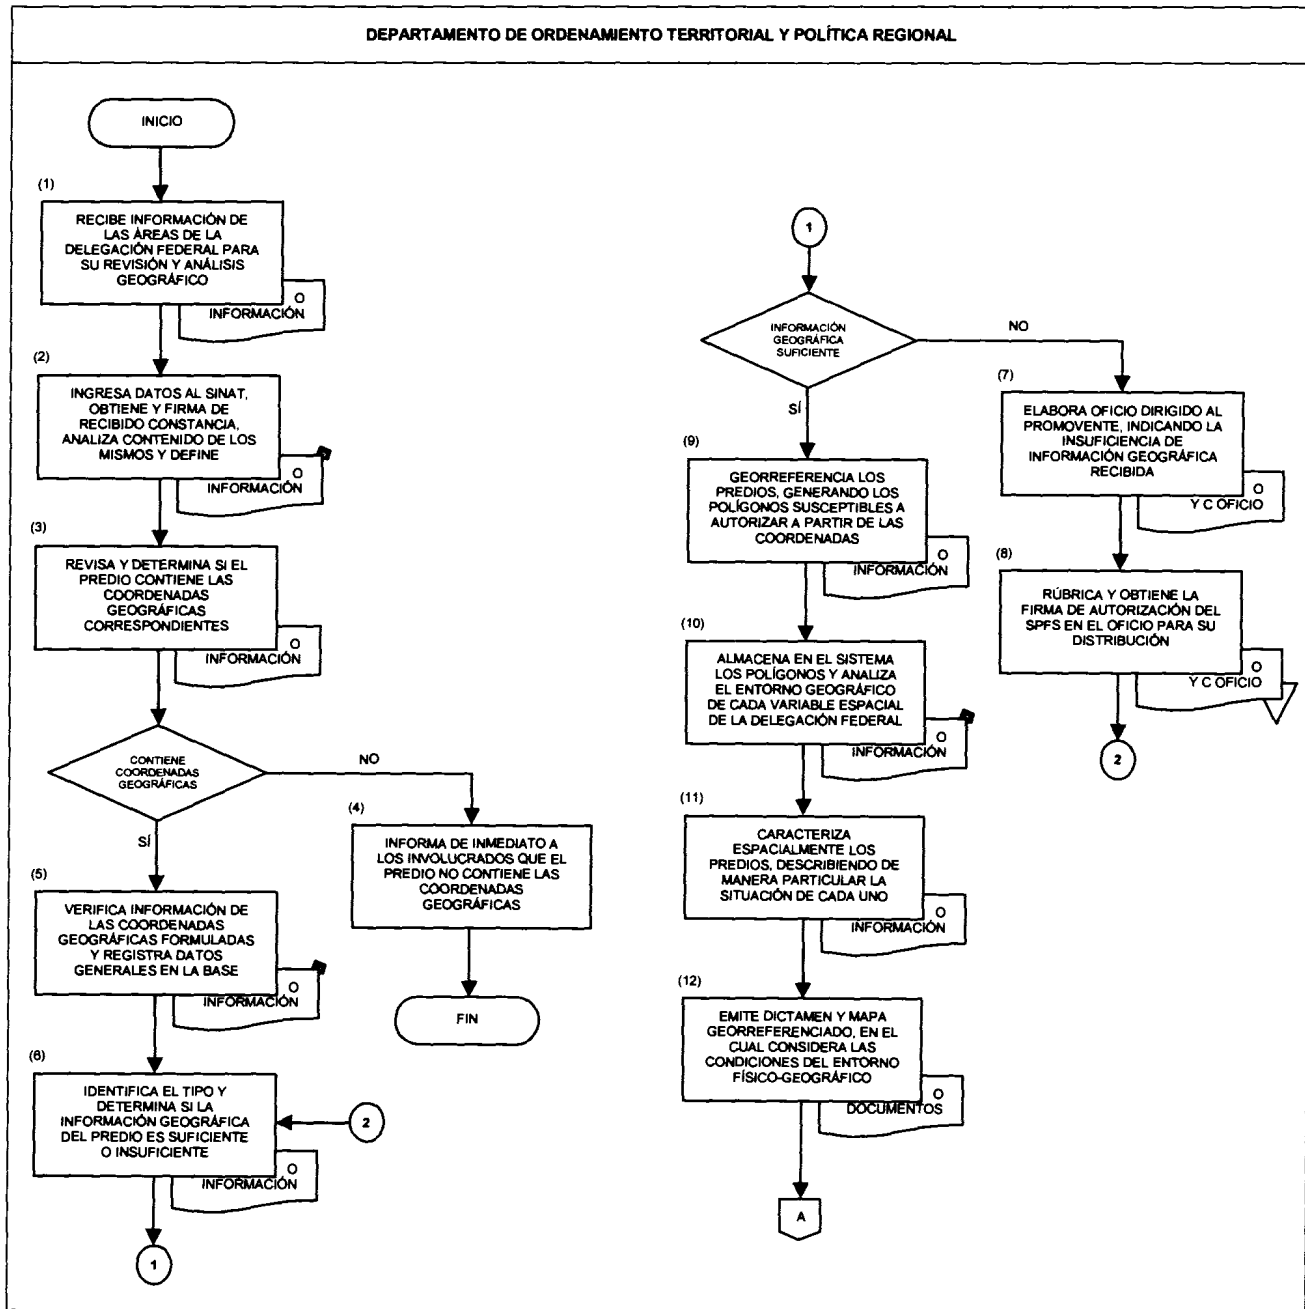 DEPARTAMENTO DE ORDENAMIENTO TERRITORIAL Y POLÍTICA REGIONAL
INICIO
(1)
RECIBE INFORMACIÓN DE
LAS ÁREAS DE LA
DELEGACIÓN FEDERAL PARA
SU REVISIÓN Y ANÁLISIS
GEOGRÁFICO
O
INFORMACIÓN
(2)
INGRESA DATOS AL SINAT,
OBTIENE Y FIRMA DE
RECIBIDO CONSTANCIA,
ANALIZA CONTENIDO DE LOS
MISMOS Y DEFINE
O
INFORMACIÓN
(3)
REVISA Y DETERMINA SI EL
PREDIO CONTIENE LAS
COORDENADAS
GEOGRÁFICAS
CORRESPONDIENTES
O
INFORMACIÓN
CONTIENE
COORDENADAS
GEOGRÁFICAS
NO
SÍ
(4)
INFORMA DE INMEDIATO A
LOS INVOLUCRADOS QUE EL
PREDIO NO CONTIENE LAS
COORDENADAS
GEOGRÁFICAS
FIN
(5)
VERIFICA INFORMACIÓN DE
LAS COORDENADAS
GEOGRÁFICAS FORMULADAS
Y REGISTRA DATOS
GENERALES EN LA BASE
O
INFORMACIÓN
(6)
IDENTIFICA EL TIPO Y
DETERMINA SI LA
INFORMACIÓN GEOGRÁFICA
DEL PREDIO ES SUFICIENTE
O INSUFICIENTE
2
O
INFORMACIÓN
1
1
INFORMACIÓN
GEOGRÁFICA
SUFICIENTE
NO
SÍ
(7)
ELABORA OFICIO DIRIGIDO AL
PROMOVENTE, INDICANDO LA
INSUFICIENCIA DE
INFORMACIÓN GEOGRÁFICA
RECIBIDA
O
Y C OFICIO
(8)
RÚBRICA Y OBTIENE LA
FIRMA DE AUTORIZACIÓN DEL
SPFS EN EL OFICIO PARA SU
DISTRIBUCIÓN
O
Y C OFICIO
2
(9)
GEORREFERENCIA LOS
PREDIOS, GENERANDO LOS
POLÍGONOS SUSCEPTIBLES A
AUTORIZAR A PARTIR DE LAS
COORDENADAS
O
INFORMACIÓN
(10)
ALMACENA EN EL SISTEMA
LOS POLÍGONOS Y ANALIZA
EL ENTORNO GEOGRÁFICO
DE CADA VARIABLE ESPACIAL
DE LA DELEGACIÓN FEDERAL
O
INFORMACIÓN
(11)
CARACTERIZA
ESPACIALMENTE LOS
PREDIOS, DESCRIBIENDO DE
MANERA PARTICULAR LA
SITUACIÓN DE CADA UNO
O
INFORMACIÓN
(12)
EMITE DICTAMEN Y MAPA
GEORREFERENCIADO, EN EL
CUAL CONSIDERA LAS
CONDICIONES DEL ENTORNO
FÍSICO-GEOGRÁFICO
O
DOCUMENTOS
A